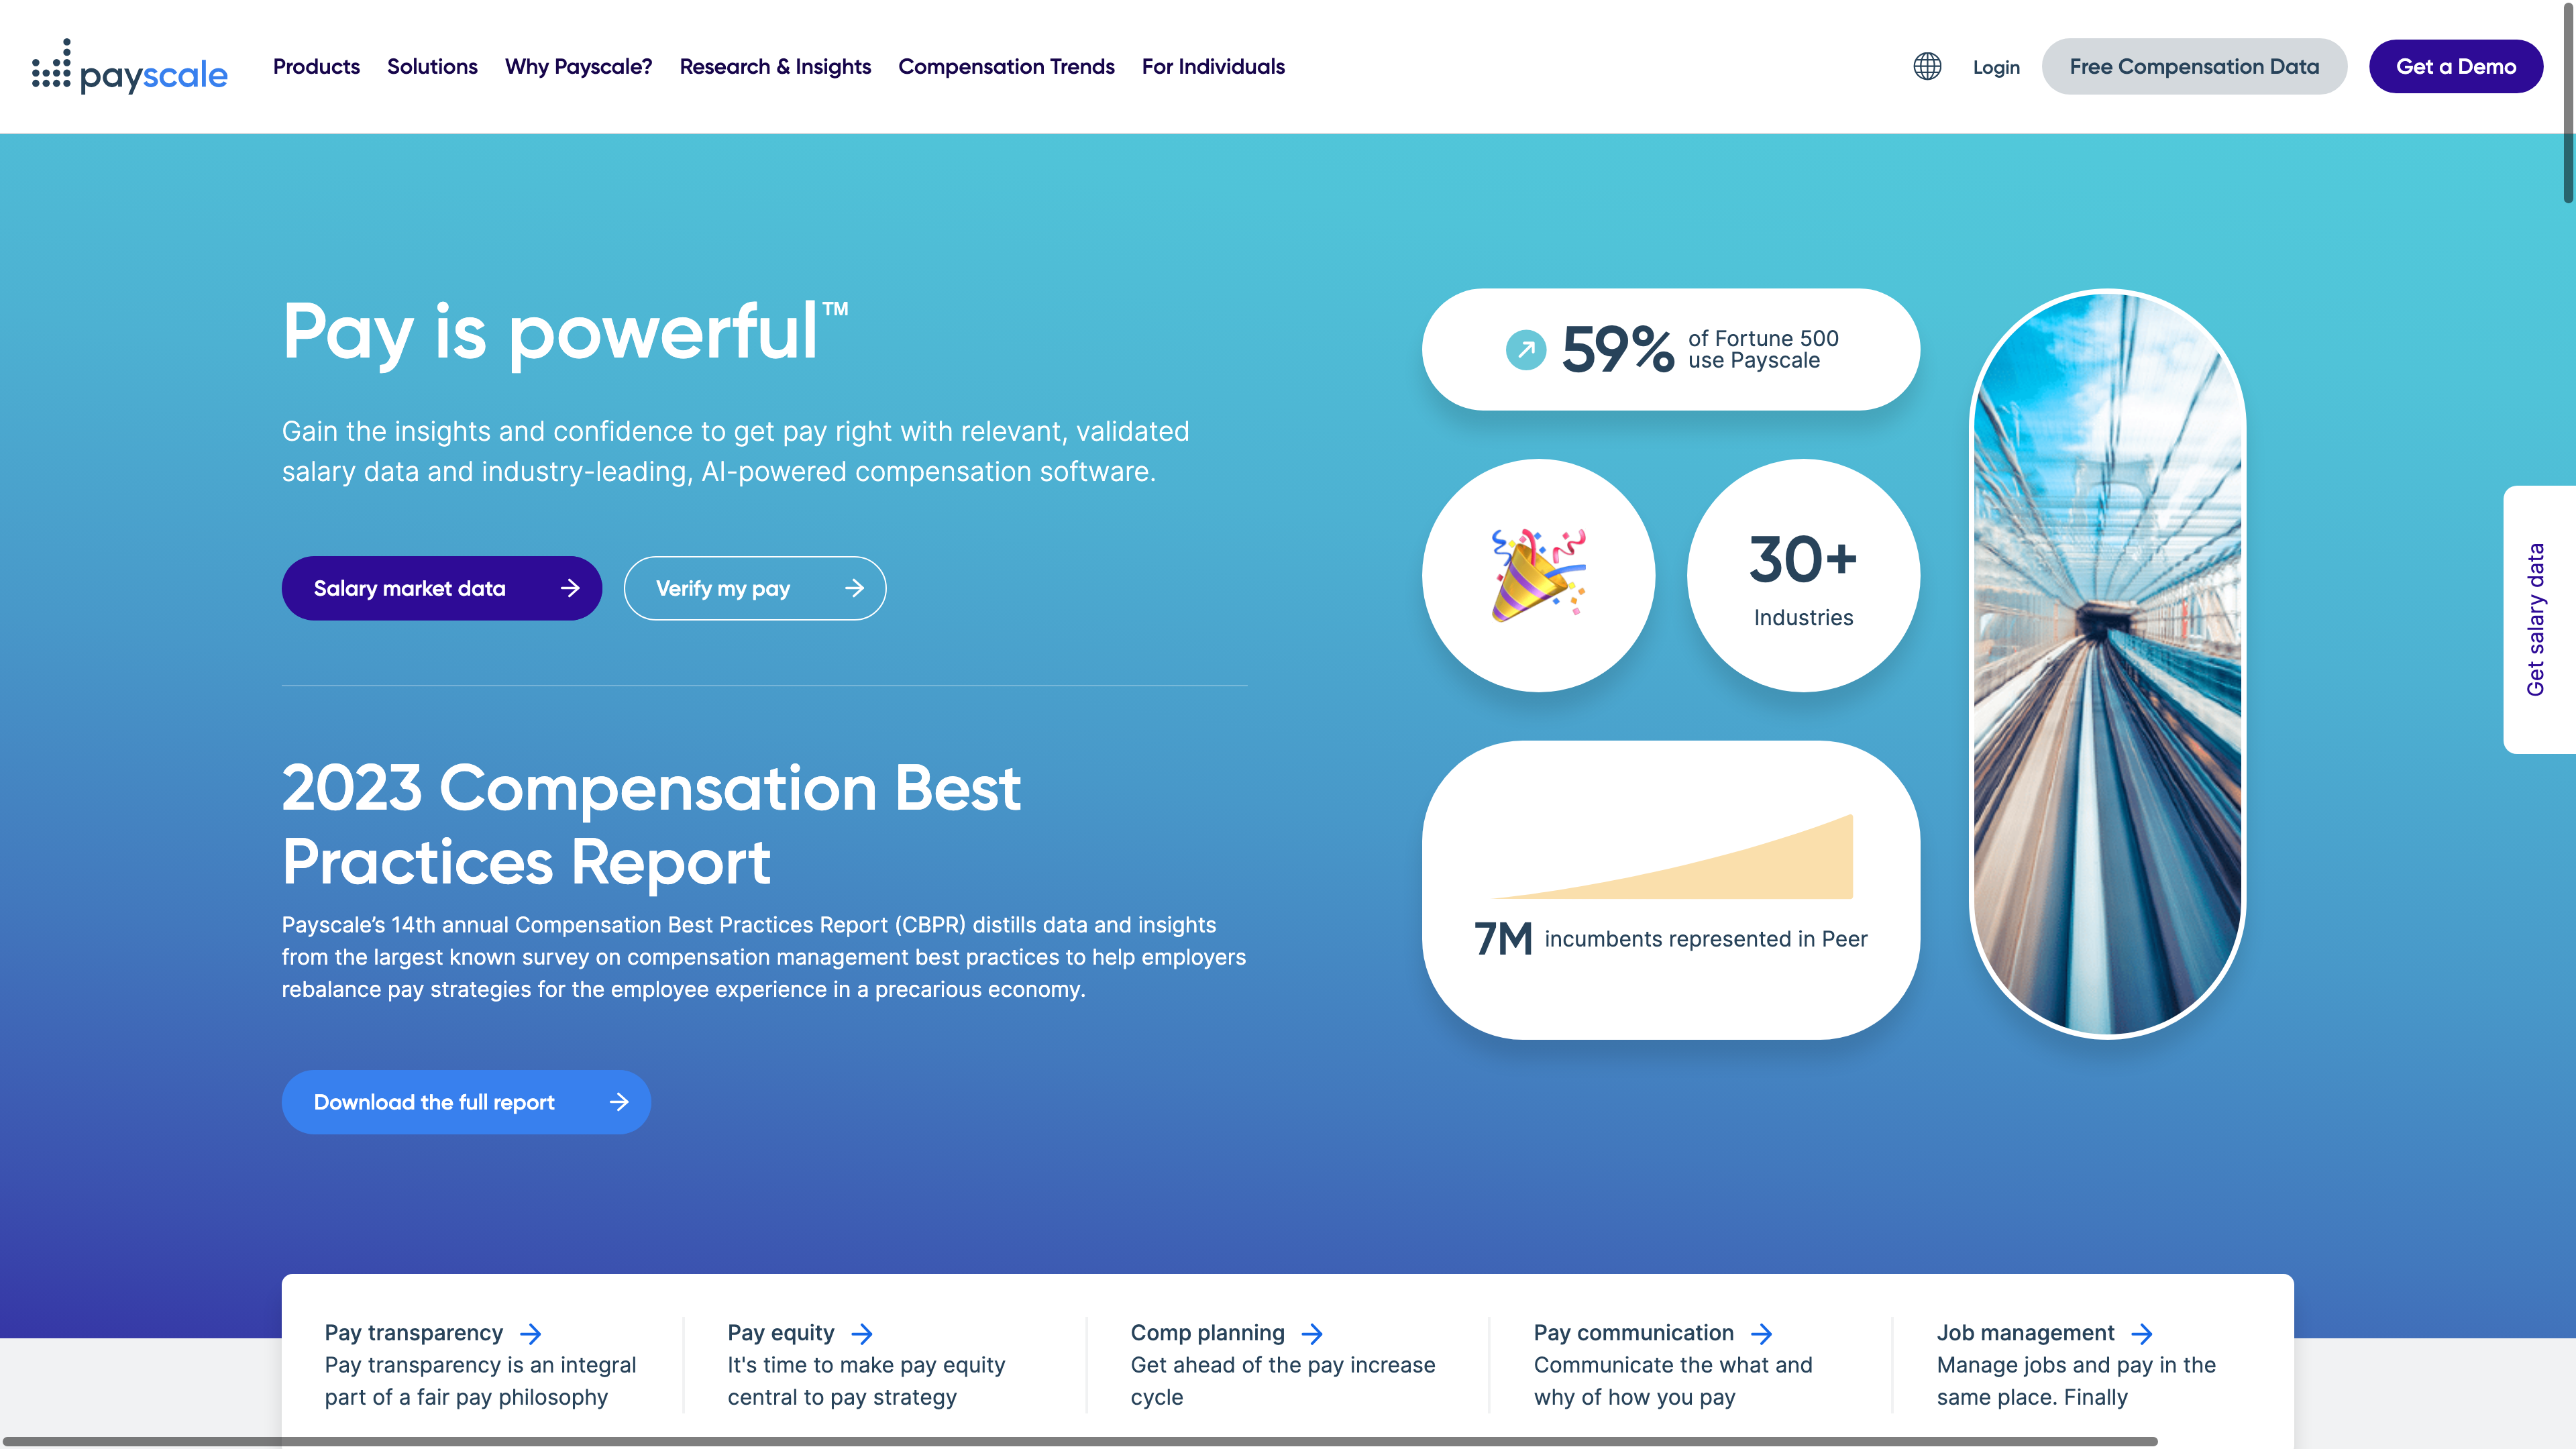 payscale
Products
Solutions
Why Payscale?
Research & Insights
Compensation Trends
For Individuals
Login
Free Compensation Data
Get a Demo
Pay is powerful™
Gain the insights and confidence to get pay right with relevant, validated
salary data and industry-leading, AI-powered compensation software.
Salary market data
Verify my pay
2023 Compensation Best
Practices Report
Payscale’s 14th annual Compensation Best Practices Report (CBPR) distills data and insights
from the largest known survey on compensation management best practices to help employers
rebalance pay strategies for the employee experience in a precarious economy.
Download the full report
59%
of Fortune 500
use Payscale
30+
Industries
7M incumbents represented in Peer
Get salary data
Pay transparency
Pay transparency is an integral
part of a fair pay philosophy
Pay equity
It's time to make pay equity
central to pay strategy
Comp planning
Get ahead of the pay increase
cycle
Pay communication
Communicate the what and
why of how you pay
Job management
Manage jobs and pay in the
same place. Finally